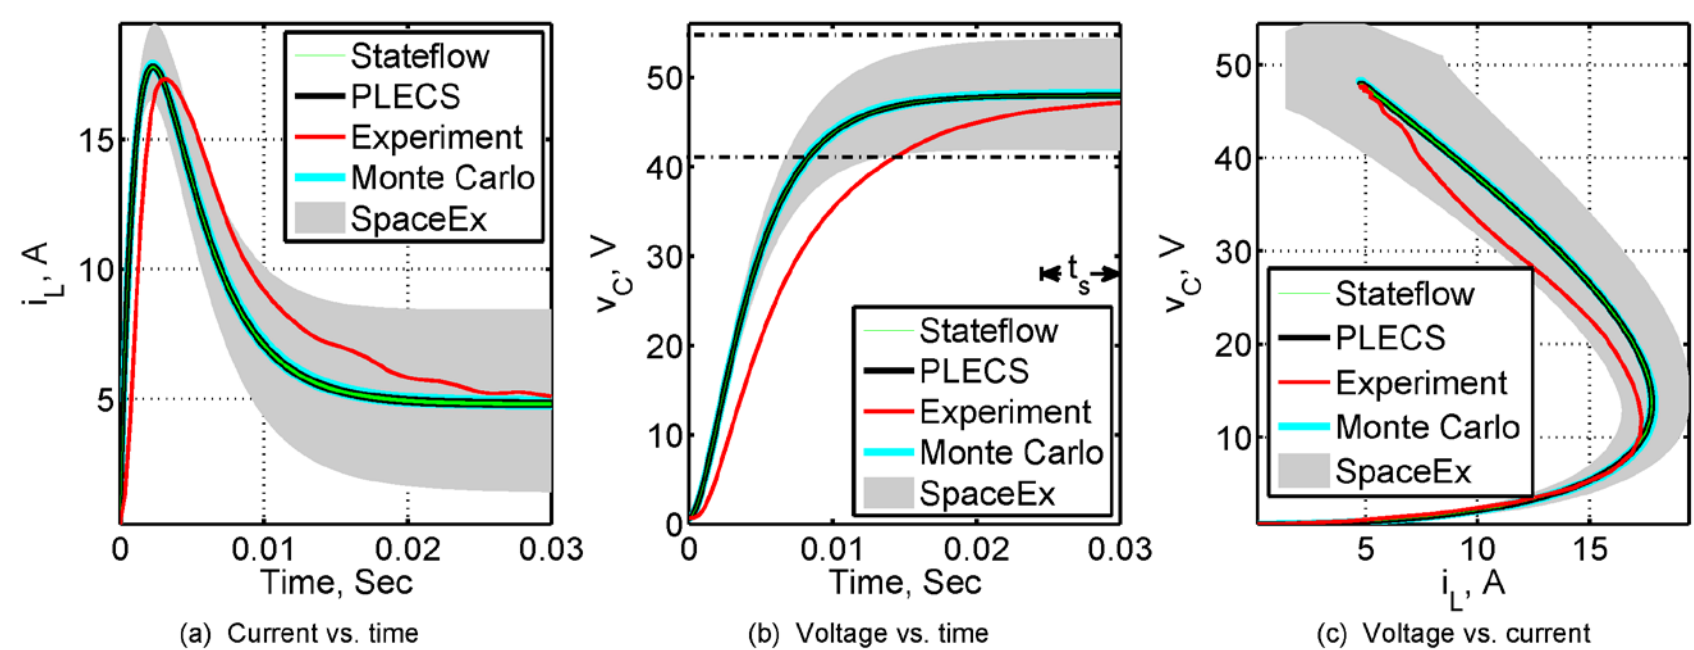 Stateflow
PLECS
Experiment
Monte Carlo
SpaceEx
15
10
5
i_L, A
0 0.01 0.02 0.03
Time, Sec
(a) Current vs. time
50
40
30
20
10
0
v_C, V
t_s
Stateflow
PLECS
Experiment
Monte Carlo
SpaceEx
0 0.01 0.02 0.03
Time, Sec
(b) Voltage vs. time
50
40
30
20
10
v_C, V
Stateflow
PLECS
Experiment
Monte Carlo
SpaceEx
5 10 15
i_L, A
(c) Voltage vs. current